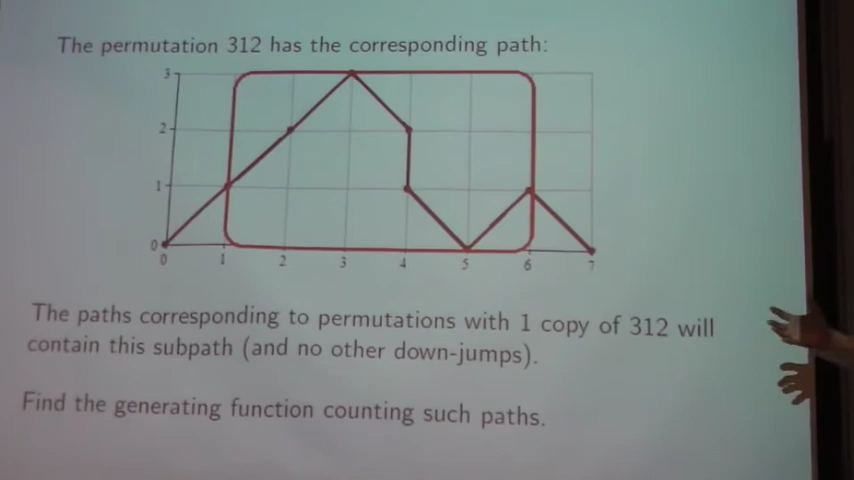 The permutation 312 has the corresponding path:
3
2
1
0
0 1 2 3 4 5 6 7
The paths corresponding to permutations with 1 copy of 312 will
contain this subpath (and no other down-jumps).
Find the generating function counting such paths.